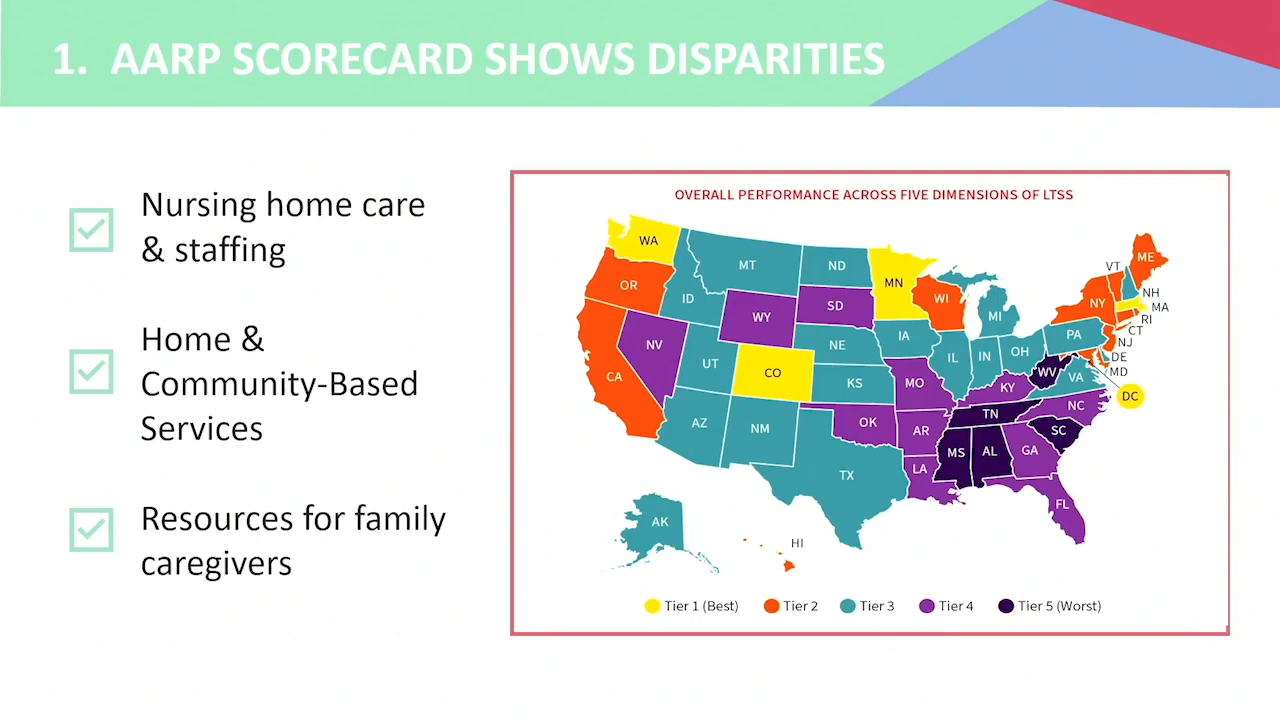 1. AARP SCORECARD SHOWS DISPARITIES
Nursing home care
& staffing
Home &
Community-Based
Services
Resources for family
caregivers
OVERALL PERFORMANCE ACROSS FIVE DIMENSIONS OF LTSS
WA
MT
ND
MN
OR
ID
WY
SD
WI
MI
VT
ME
NH
NY
MA
RI
CT
NJ
PA
DE
MD
DC
NV
UT
CO
NE
IA
IL
IN
OH
WV
VA
CA
KS
MO
KY
NC
AZ
NM
OK
AR
TN
SC
TX
LA
MS
AL
GA
FL
AK
HI
Tier 1 (Best)
Tier 2
Tier 3
Tier 4
Tier 5 (Worst)